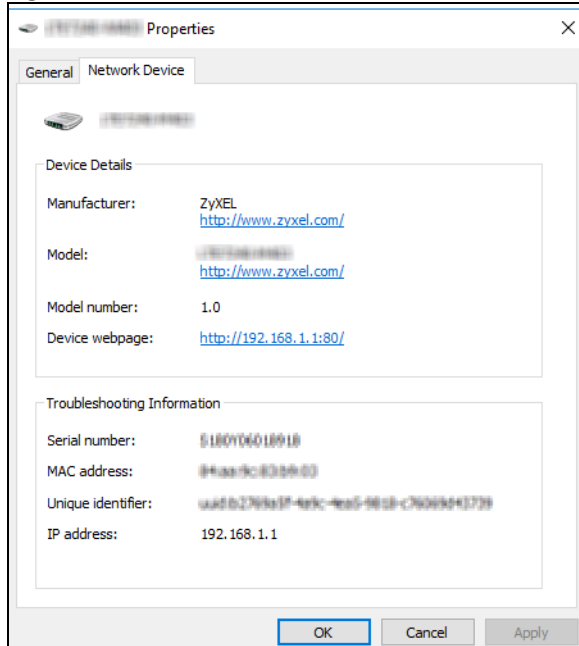 Properties
General Network Device
Device Details
Manufacturer: ZyXEL
http://www.zyxel.com/
Model:
http://www.zyxel.com/
Model number: 1.0
Device webpage: http://192.168.1.1:80/
Troubleshooting Information
Serial number:
MAC address:
Unique identifier:
IP address: 192.168.1.1
OK Cancel Apply